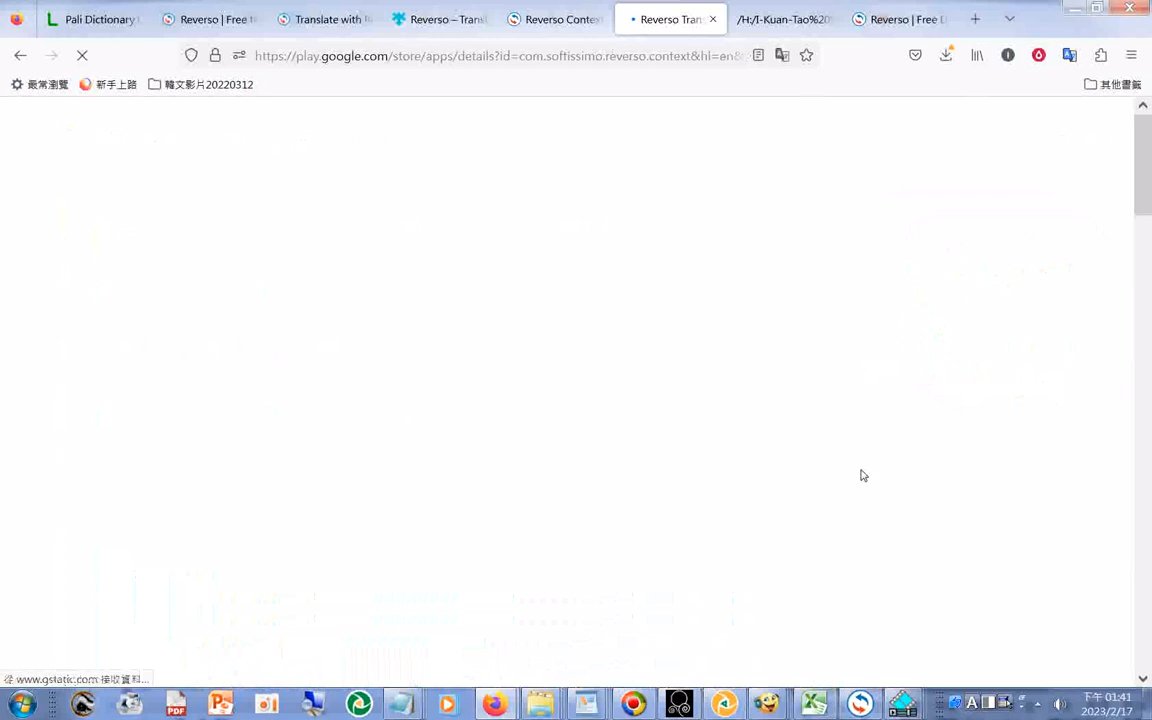 Pali Dictionary Reverso | Free t Translate with R Reverso – Transl Reverso Contex Reverso Tran /H:/I-Kuan-Tao%20 Reverso | Free D
https://play.google.com/store/apps/details?id=com.softissimo.reverso.context&hl=en&
最常瀏覽 新手上路 韓文影片20220312 其他書籤
從 www.gstatic.com 接收資料...
下午 01:41
2023/2/17